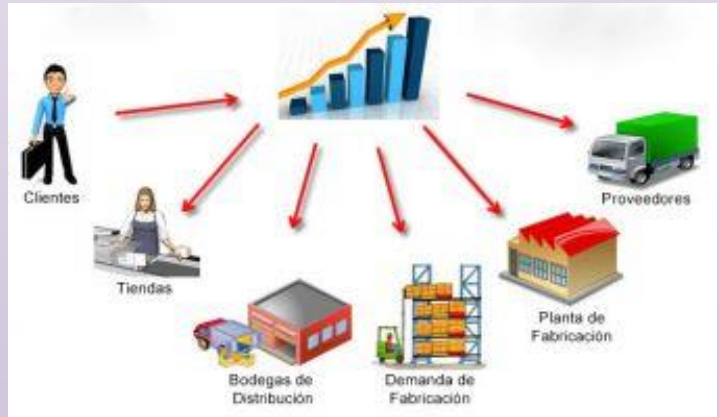 Clientes
Tiendas
Bodegas de
Distribución
Demanda de
Fabricación
Planta de
Fabricación
Proveedores